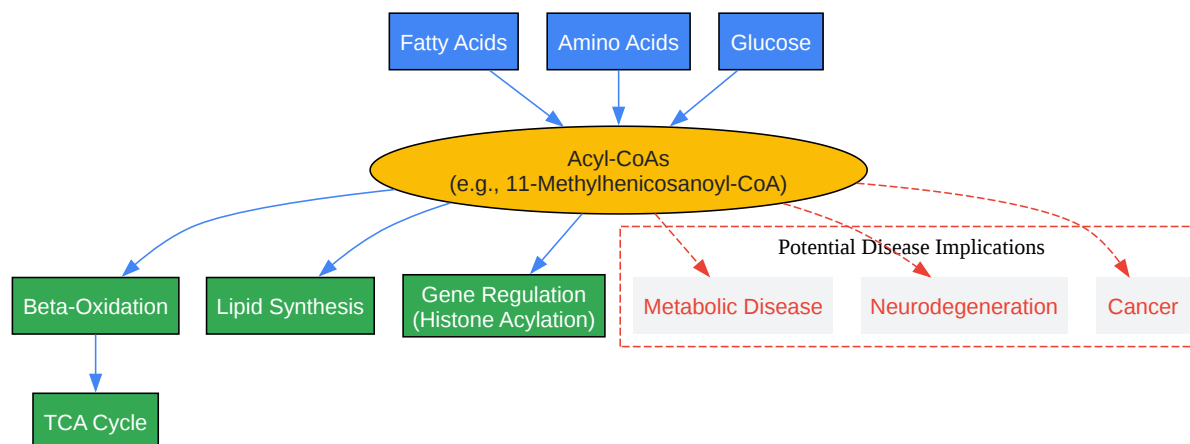 Fatty Acids
Amino Acids
Glucose
Acyl-CoAs
(e.g., 11-Methylhenicosanoyl-CoA)
Potential Disease Implications
Beta-Oxidation
Lipid Synthesis
Gene Regulation
(Histone Acylation)
Metabolic Disease
Neurodegeneration
Cancer
TCA Cycle